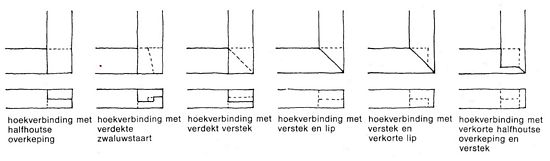 hoekverbinding met
halfhoutse
overkeping
hoekverbinding met
verdekte
zwaluwstaart
hoekverbinding met
verdekt verstek
hoekverbinding met
verstek en lip
hoekverbinding met
verstek en
verkorte lip
hoekverbinding met
verkorte halfhoutse
overkeping en
verstek